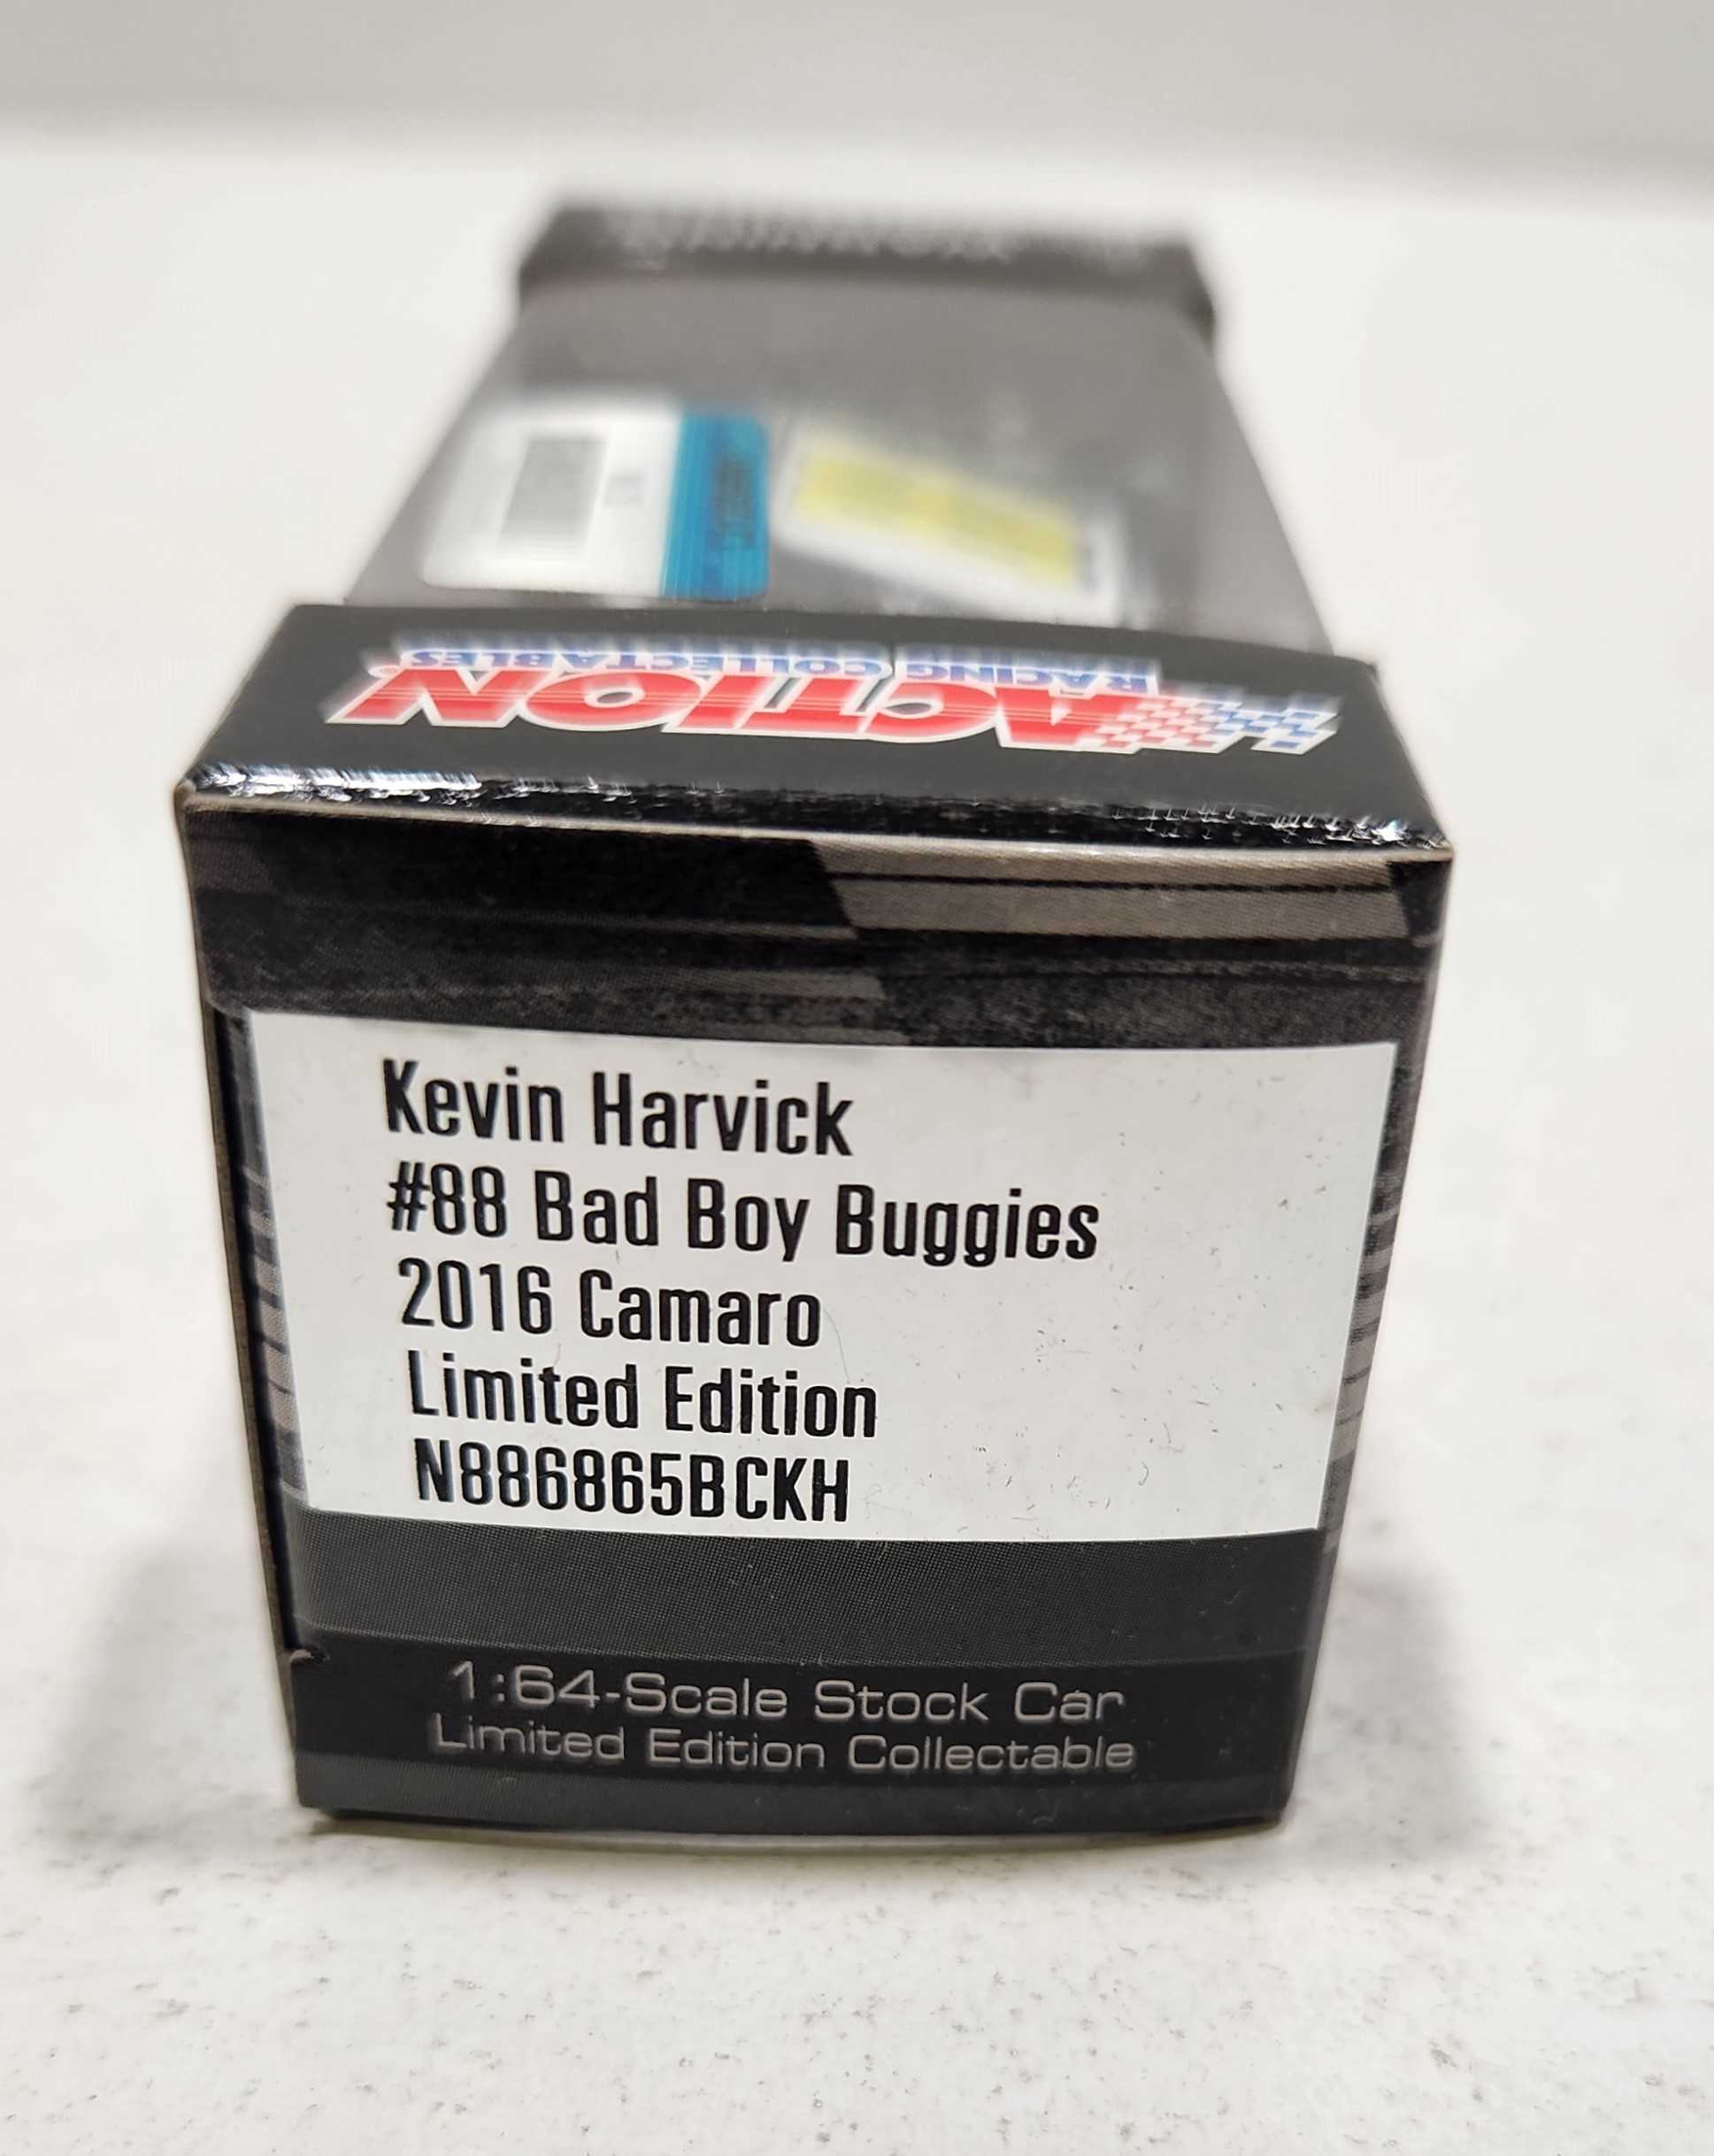 ACTION
RACING COLLECTABLES
Kevin Harvick
#88 Bad Boy Buggies
2016 Camaro
Limited Edition
N886865BCKH
1:64-Scale Stock Car
Limited Edition Collectable